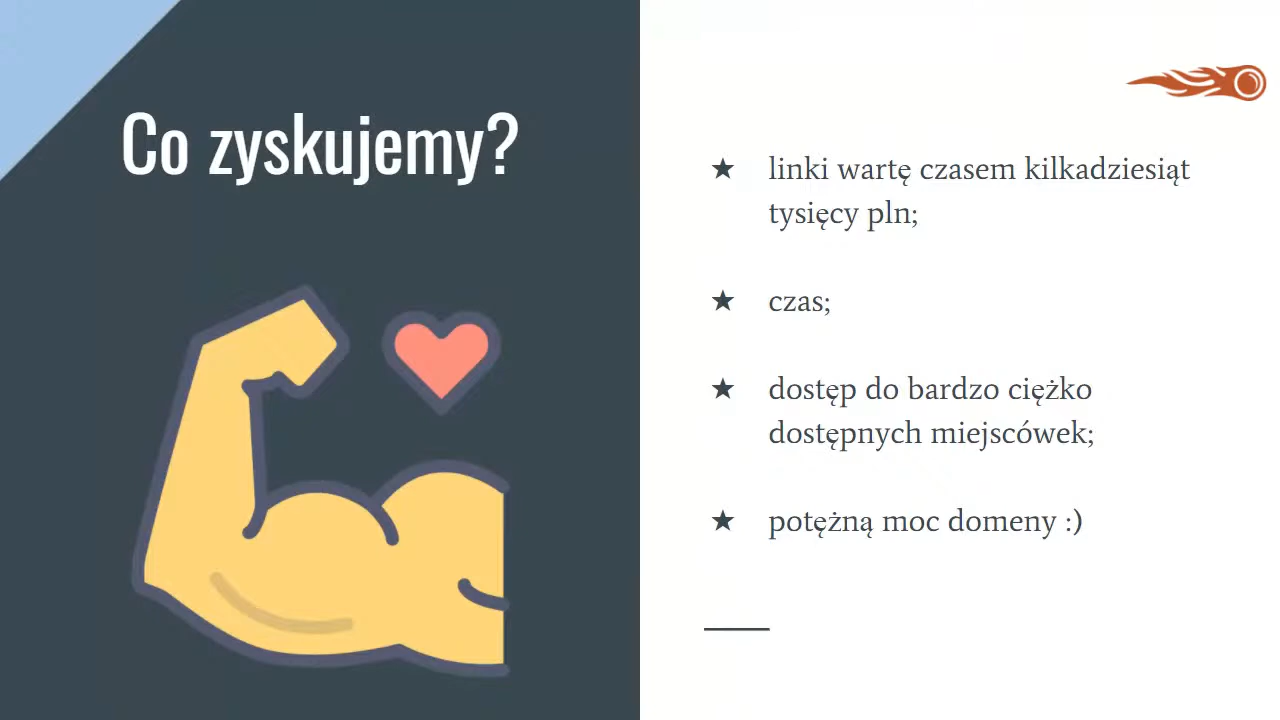 Co zyskujemy?
★ linki wartę czasem kilkadziesiąt
tysięcy pln;
★ czas;
★ dostęp do bardzo ciężko
dostępnych miejscówek;
★ potężną moc domeny :)